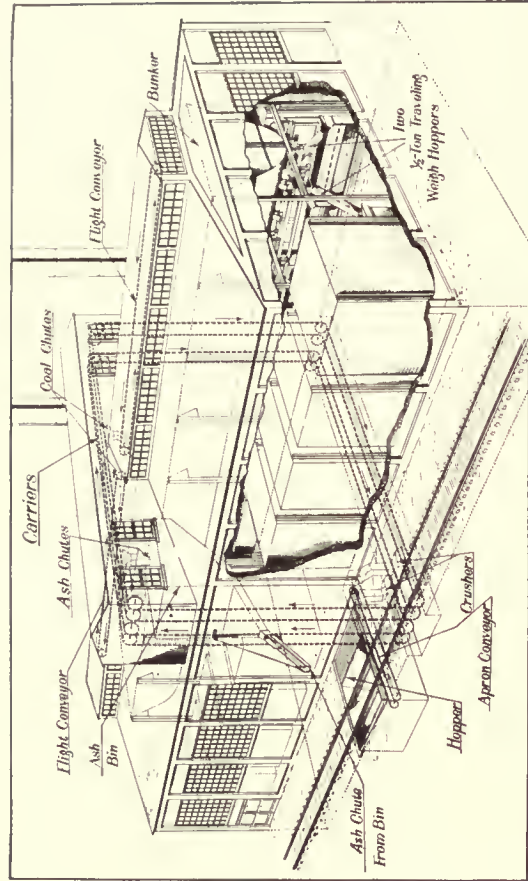 Carriers
Coal Chutes
Flight Conveyor
Bunker
Ash Chutes
Flight Conveyor
Ash
Bin
Two
½-Ton Traveling
Weigh Hoppers
Crushers
Apron Conveyor
Hopper
Ash Chute
From Bin